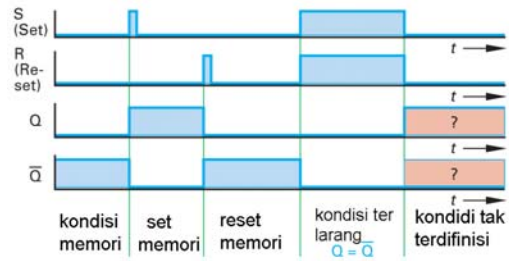 S
(Set)
t
R
(Re-
set)
t
Q
?
t
Q̅
?
t
kondisi
memori
set
memori
reset
memori
kondisi ter
larang
Q = Q̅
kondidi tak
terdifinisi